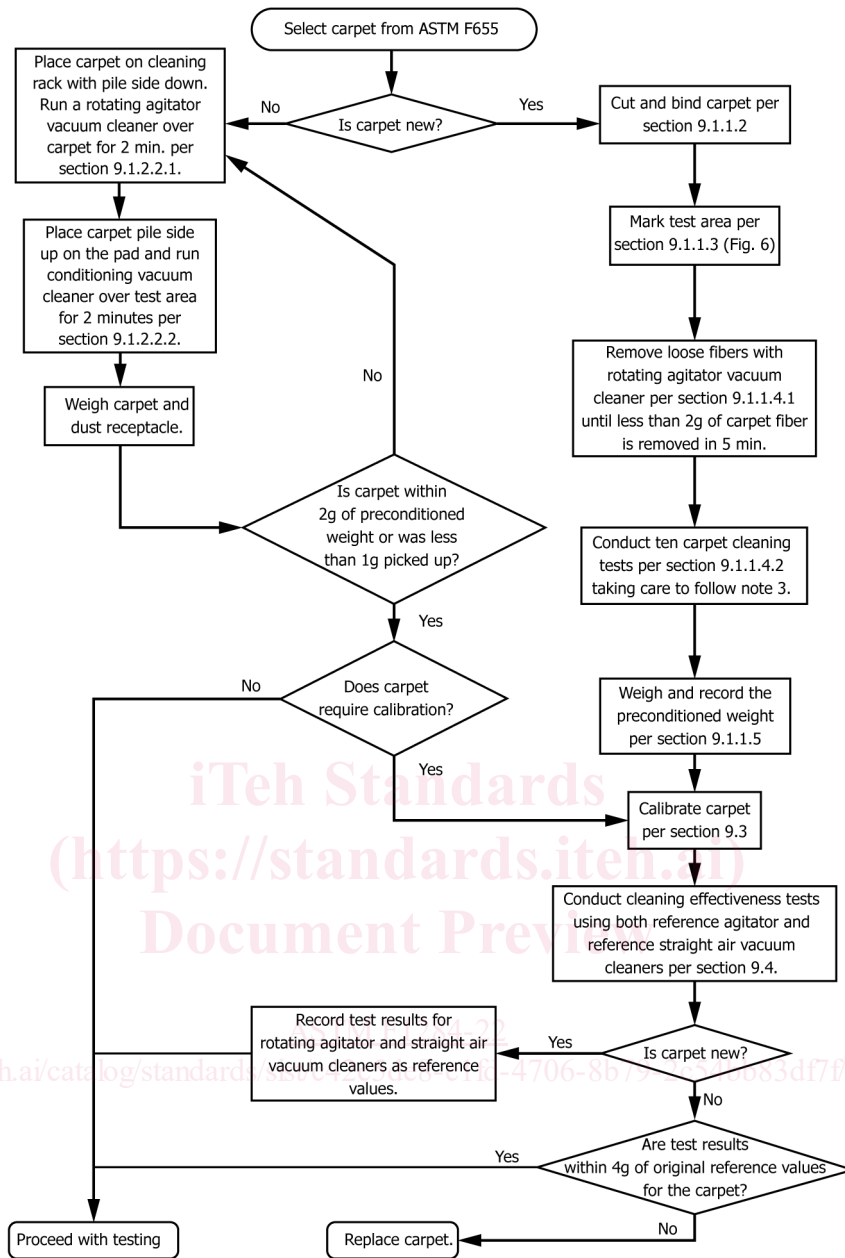 Select carpet from ASTM F655
Is carpet new?
No
Yes
Place carpet on cleaning
rack with pile side down.
Run a rotating agitator
vacuum cleaner over
carpet for 2 min. per
section 9.1.2.2.1.
Place carpet pile side
up on the pad and run
conditioning vacuum
cleaner over test area
for 2 minutes per
section 9.1.2.2.2.
Weigh carpet and
dust receptacle.
Is carpet within
2g of preconditioned
weight or was less
than 1g picked up?
No
Yes
Does carpet
require calibration?
No
Yes
Cut and bind carpet per
section 9.1.1.2
Mark test area per
section 9.1.1.3 (Fig. 6)
Remove loose fibers with
rotating agitator vacuum
cleaner per section 9.1.1.4.1
until less than 2g of carpet fiber
is removed in 5 min.
Conduct ten carpet cleaning
tests per section 9.1.1.4.2
taking care to follow note 3.
Weigh and record the
preconditioned weight
per section 9.1.1.5
Calibrate carpet
per section 9.3
Conduct cleaning effectiveness tests
using both reference agitator and
reference straight air vacuum
cleaners per section 9.4.
Is carpet new?
Yes
No
Record test results for
rotating agitator and straight air
vacuum cleaners as reference
values.
Are test results
within 4g of original reference values
for the carpet?
Yes
No
Proceed with testing
Replace carpet.
iTeh Standards
(https://standards.iteh.ai)
Document Preview
ASTM F1284-22